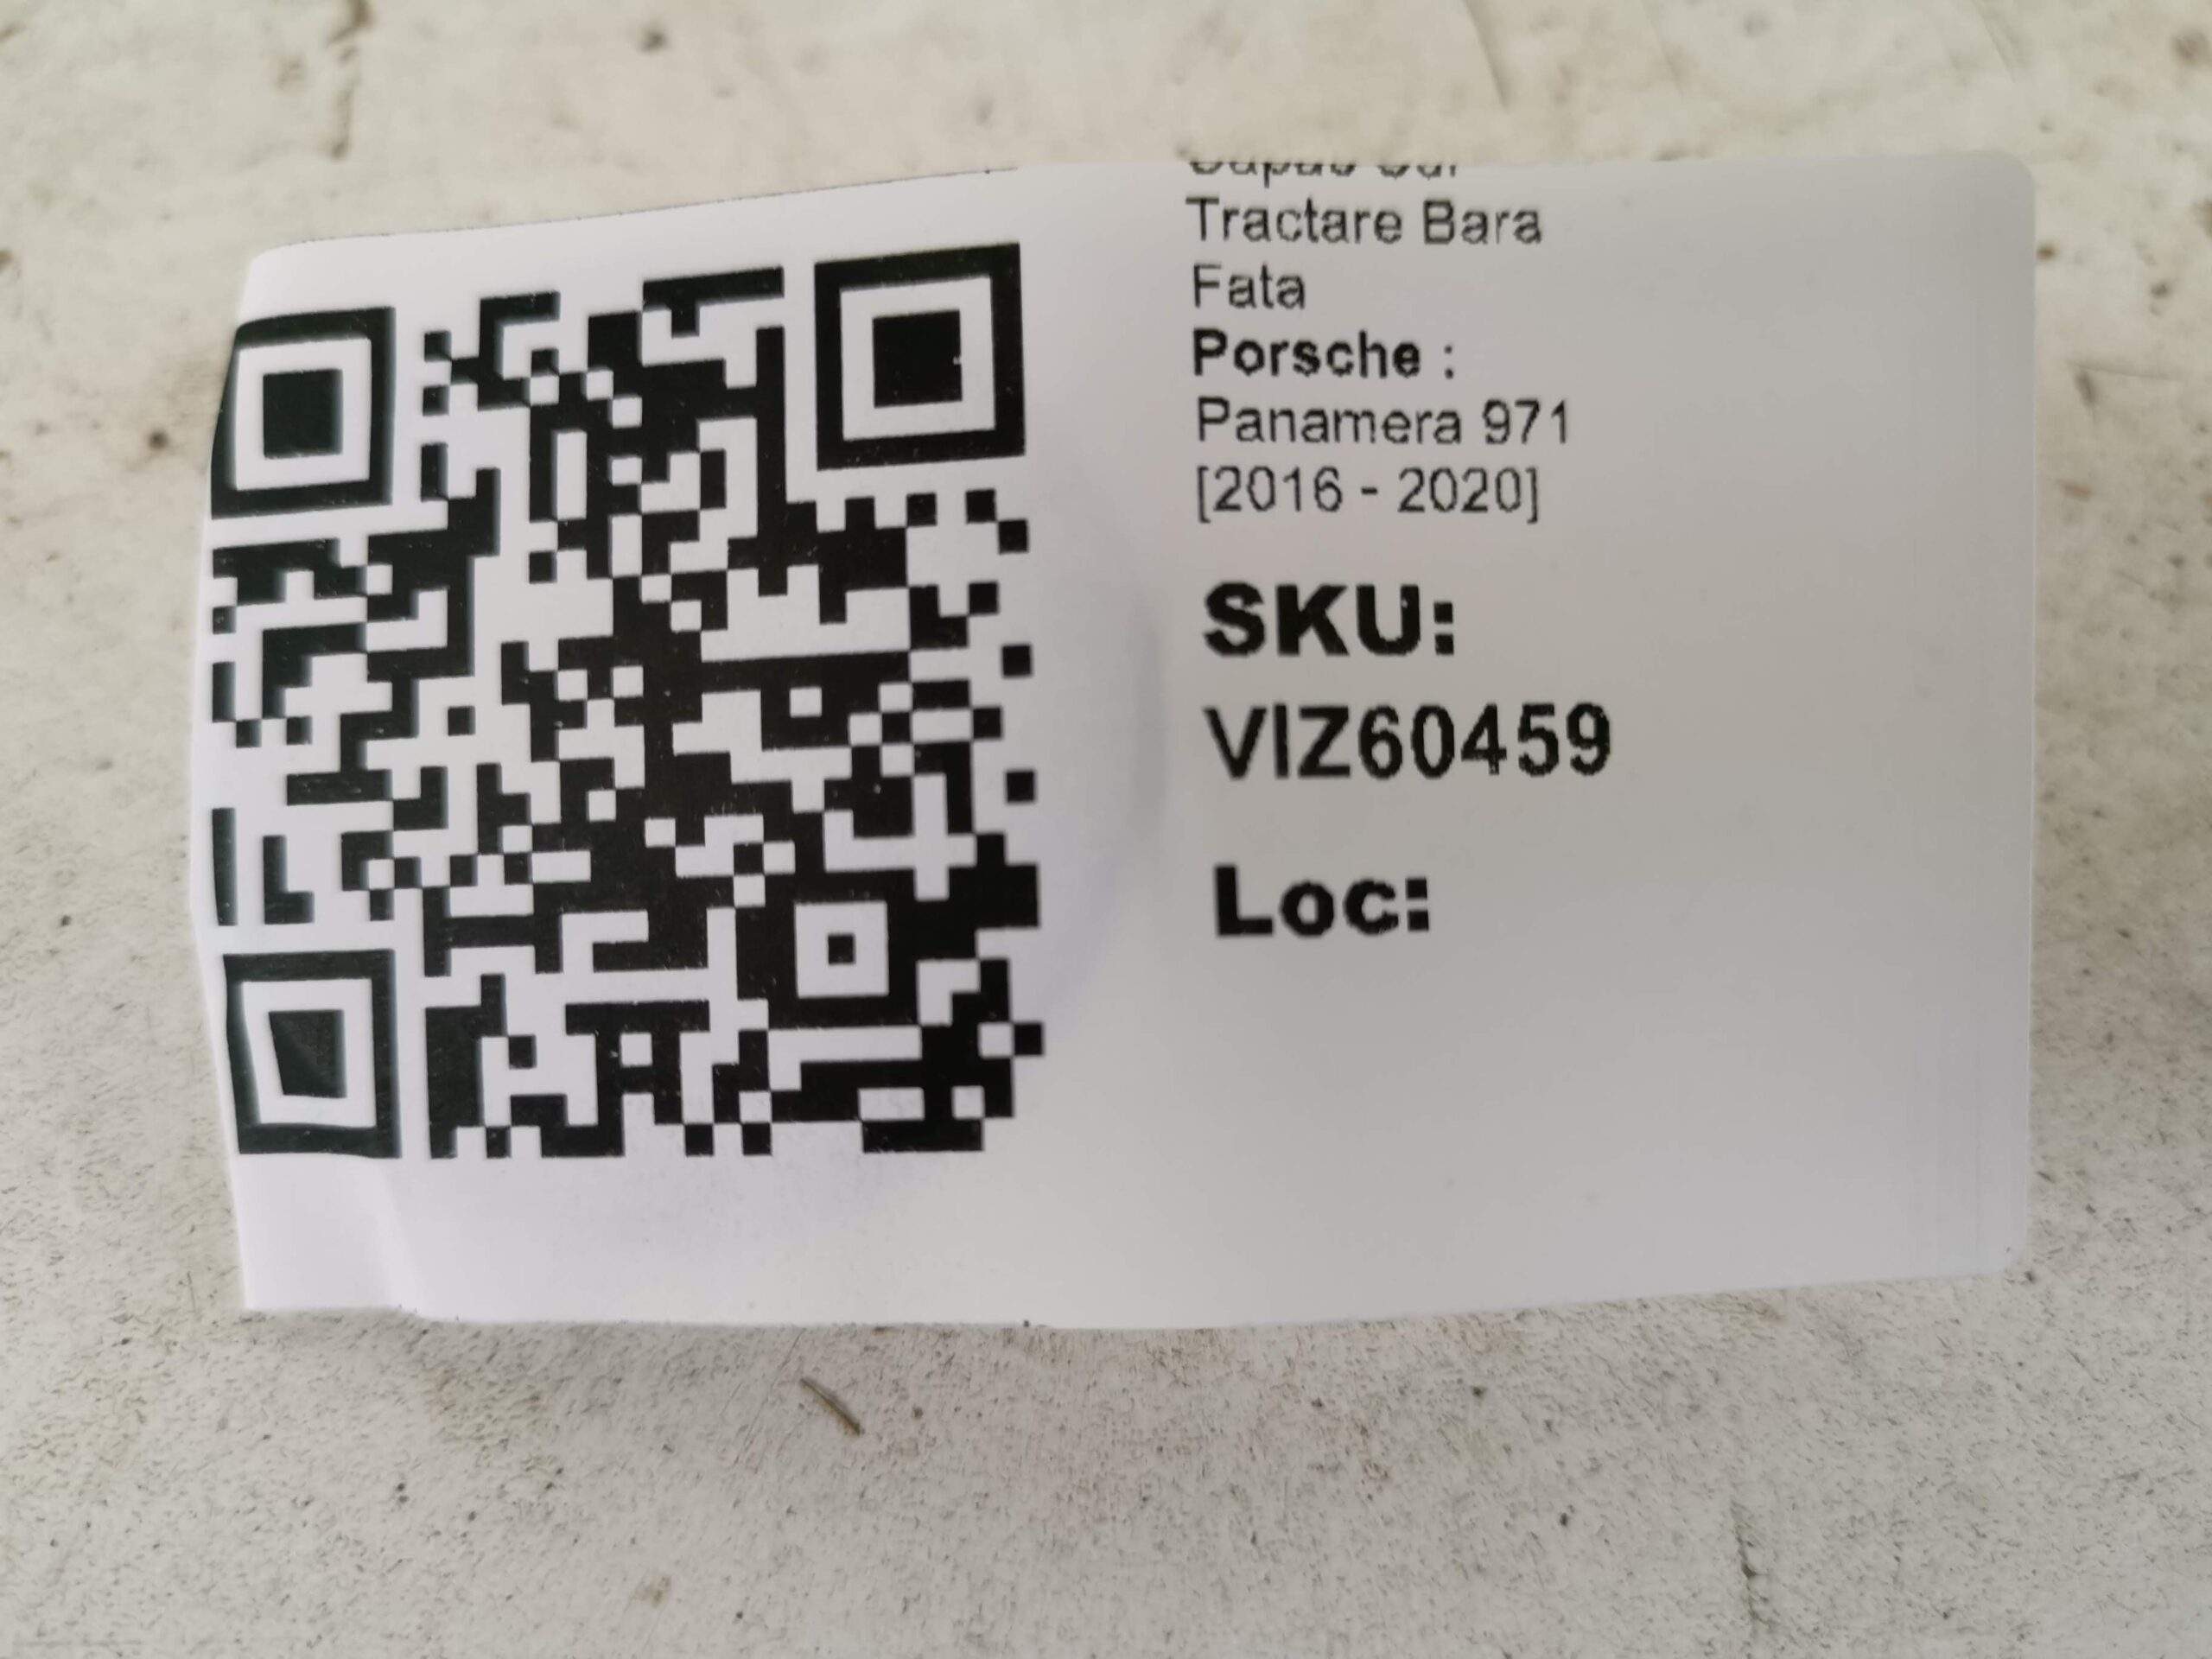 Tractare Bara
Fata
Porsche :
Panamera 971
[2016 - 2020]
SKU:
VIZ60459
Loc: